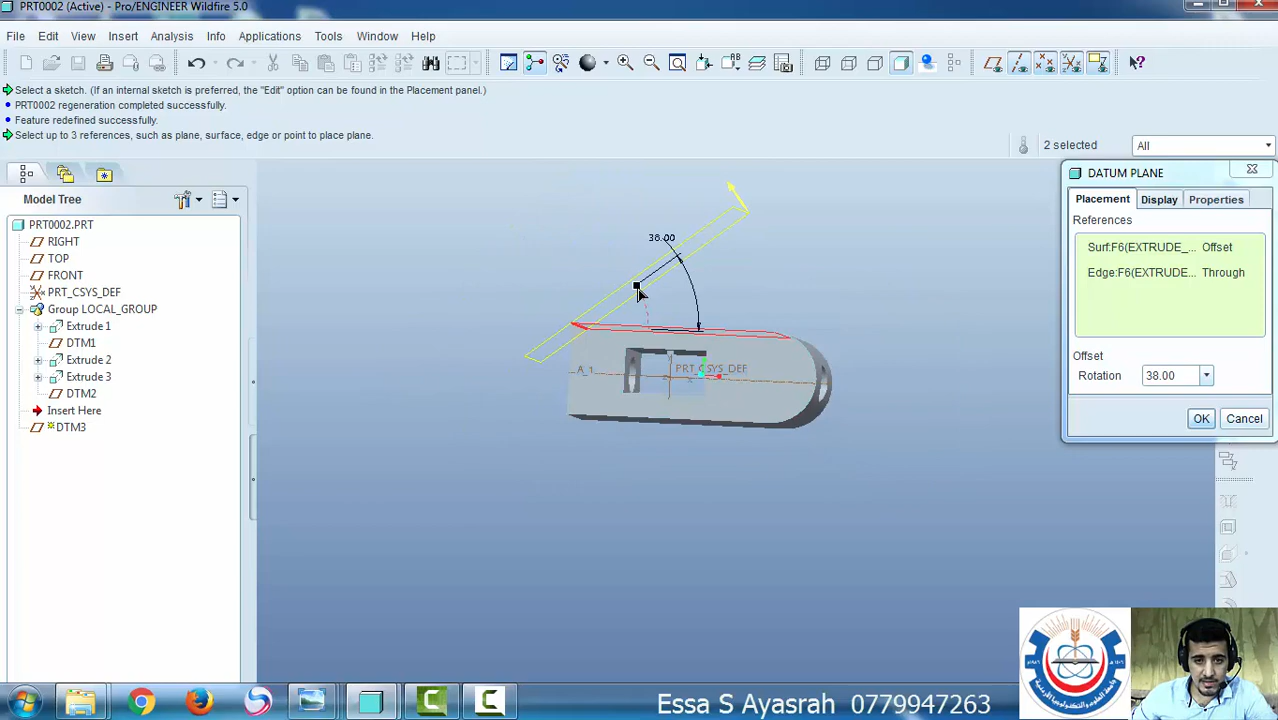 PRT0002 (Active) - Pro/ENGINEER Wildfire 5.0
File Edit View Insert Analysis Info Applications Tools Window Help
Select a sketch. (If an internal sketch is preferred, the "Edit" option can be found in the Placement panel.)
PRT0002 regeneration completed successfully.
Feature redefined successfully.
Select up to 3 references, such as plane, surface, edge or point to place plane.
2 selected
All
Model Tree
PRT0002.PRT
RIGHT
TOP
FRONT
PRT_CSYS_DEF
Group LOCAL_GROUP
Extrude 1
DTM1
Extrude 2
Extrude 3
DTM2
Insert Here
DTM3
38.00
A_1
PRT_CSYS_DEF
DATUM PLANE
Placement Display Properties
References
Surf:F6(EXTRUDE_... Offset
Edge:F6(EXTRUDE... Through
Offset
Rotation 38.00
OK Cancel
Essa S Ayasrah 0779947263